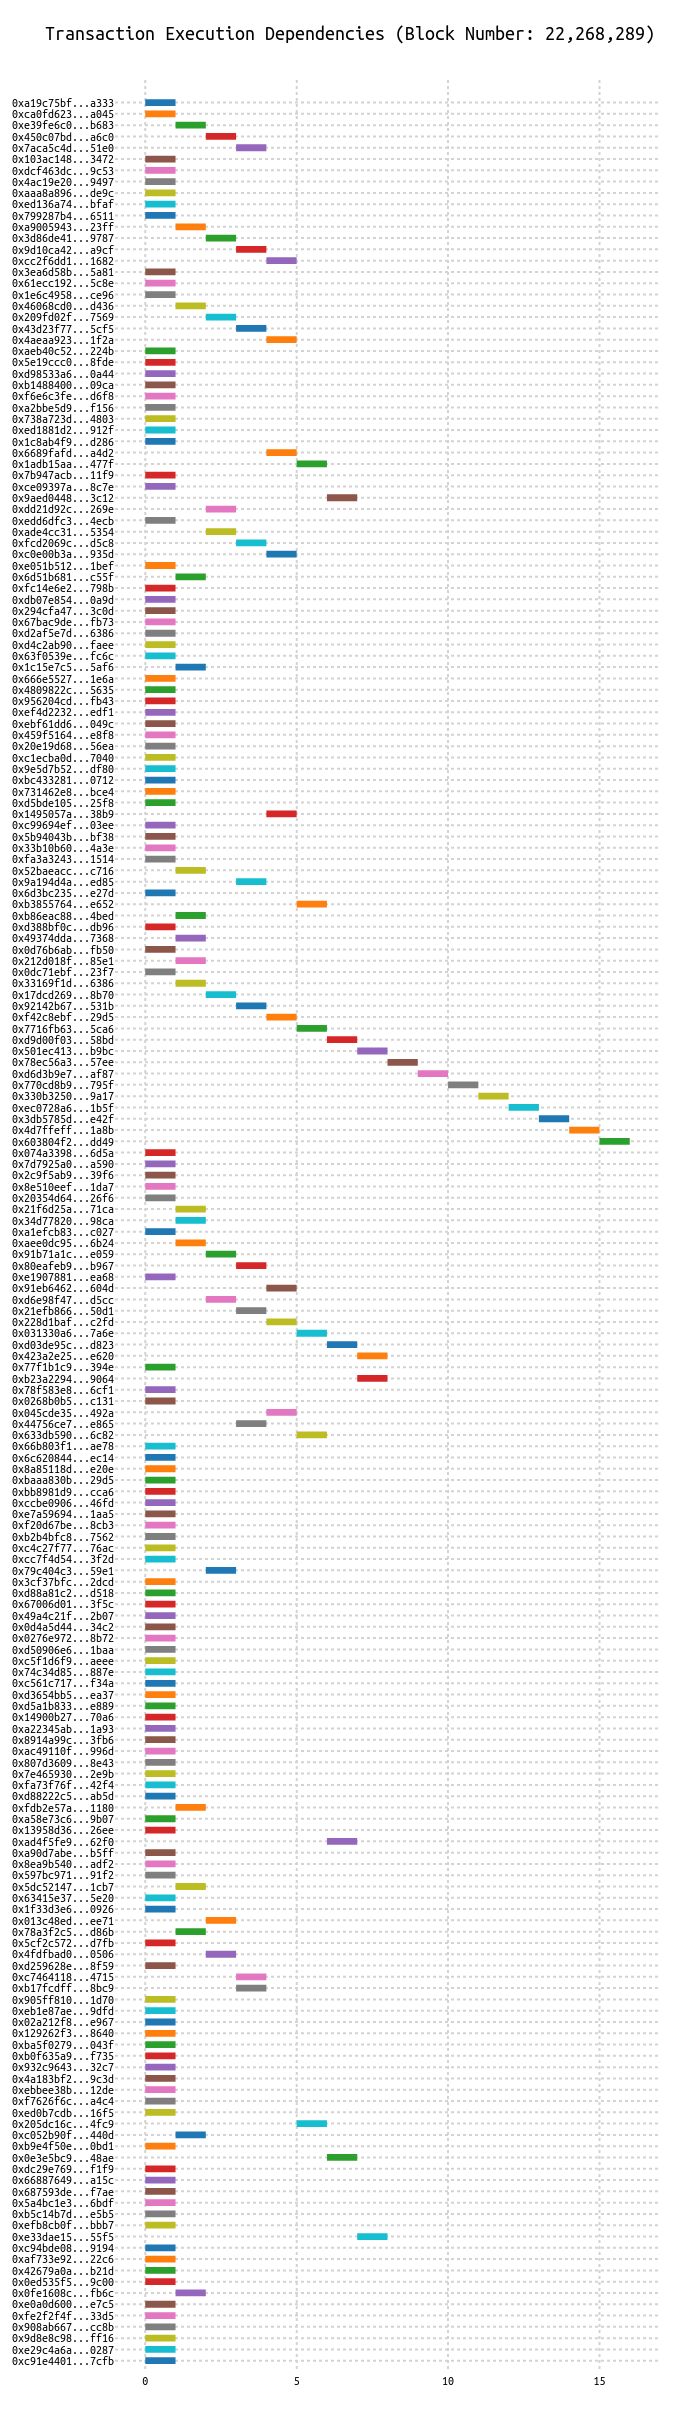 Transaction Execution Dependencies (Block Number: 22,268,289)
0xa19c75bf...a333
0xca0fd623...a045
0xe39fe6c0...b683
0x450c07bd...a6c0
0x7aca5c4d...51e0
0x103ac148...3472
0xdcf463dc...9c53
0x4ac19e20...9497
0xaaa8a896...de9c
0xed136a74...bfaf
0x799287b4...6511
0xa9005943...23ff
0x3d86de41...9787
0x9d10ca42...a9cf
0xcc2f6dd1...1682
0x3ea6d58b...5a81
0x61ecc192...5c8e
0x1e6c4958...ce96
0x46068cd0...d436
0x209fd02f...7569
0x43d23f77...5cf5
0x4aeaa923...1f2a
0xaeb40c52...224b
0x5e19ccc0...8fde
0xd98533a6...0a44
0xb1488400...09ca
0xf6e6c3fe...d6f8
0xa2bbe5d9...f156
0x738a723d...4803
0xed1881d2...912f
0x1c8ab4f9...d286
0x6689fafd...a4d2
0x1adb15aa...477f
0x7b947acb...11f9
0xce09397a...8c7e
0x9aed0448...3c12
0xdd21d92c...269e
0xedd6dfc3...4ecb
0xade4cc31...5354
0xfcd2069c...d5c8
0xc0e00b3a...935d
0xe051b512...1bef
0x6d51b681...c55f
0xfc14e6e2...798b
0xdb07e854...0a9d
0x294cfa47...3c0d
0x67bac9de...fb73
0xd2af5e7d...6386
0xd4c2ab90...faee
0x63f0539e...fc6c
0x1c15e7c5...5af6
0x666e5527...1e6a
0x4809822c...5635
0x956204cd...fb43
0xef4d2232...edf1
0xebf61dd6...049c
0x459f5164...e8f8
0x20e19d68...56ea
0xc1ecba0d...7040
0x9e5d7b52...df80
0xbc433281...0712
0x731462e8...bce4
0xd5bde105...25f8
0x1495057a...38b9
0xc99694ef...03ee
0x5b94043b...bf38
0x33b10b60...4a3e
0xfa3a3243...1514
0x52baeacc...c716
0x9a194d4a...ed85
0x6d3bc235...e27d
0xb3855764...e652
0xb86eac88...4bed
0xd388bf0c...db96
0x49374dda...7368
0x0d76b6ab...fb50
0x212d018f...85e1
0x0dc71ebf...23f7
0x33169f1d...6386
0x17dcd269...8b70
0x92142b67...531b
0xf42c8ebf...29d5
0x7716fb63...5ca6
0xd9d00f03...58bd
0x501ec413...b9bc
0x78ec56a3...57ee
0xd6d3b9e7...af87
0x770cd8b9...795f
0x330b3250...9a17
0xec0728a6...1b5f
0x3db5785d...e42f
0x4d7ffeff...1a8b
0x603804f2...dd49
0x074a3398...6d5a
0x7d7925a0...a590
0x2c9f5ab9...39f6
0x8e510eef...1da7
0x20354d64...26f6
0x21f6d25a...71ca
0x34d77820...98ca
0xa1efcb83...c027
0xaee0dc95...6b24
0x91b71a1c...e059
0x80eafeb9...b967
0xe1907881...ea68
0x91eb6462...604d
0xd6e98f47...d5cc
0x21efb866...50d1
0x228d1baf...c2fd
0x031330a6...7a6e
0xd03de95c...d823
0x423a2e25...e620
0x77f1b1c9...394e
0xb23a2294...9064
0x78f583e8...6cf1
0x0268b0b5...c131
0x045cde35...492a
0x44756ce7...e865
0x633db590...6c82
0x66b803f1...ae78
0x6c620844...ec14
0x8a85118d...e20e
0xbaaa830b...29d5
0xbb8981d9...cca6
0xccbe0906...46fd
0xe7a59694...1aa5
0xf20d67be...8cb3
0xb2b4bfc8...7562
0xc4c27f77...76ac
0xcc7f4d54...3f2d
0x79c404c3...59e1
0x3cf37bfc...2dcd
0xd88a81c2...d518
0x67006d01...3f5c
0x49a4c21f...2b07
0x0d4a5d44...34c2
0x0276e972...8b72
0xd50906e6...1baa
0xc5f1d6f9...aeee
0x74c34d85...887e
0xc561c717...f34a
0xd3654bb5...ea37
0xd5a1b833...e889
0x14900b27...70a6
0xa22345ab...1a93
0x8914a99c...3fb6
0xac49110f...996d
0x807d3609...8e43
0x7e465930...2e9b
0xfa73f76f...42f4
0xd88222c5...ab5d
0xfdb2e57a...1180
0xa58e73c6...9b07
0x13958d36...26ee
0xad4f5fe9...62f0
0xa90d7abe...b5ff
0x8ea9b540...adf2
0x597bc971...91f2
0x5dc52147...1cb7
0x63415e37...5e20
0x1f33d3e6...0926
0x013c48ed...ee71
0x78a3f2c5...d86b
0x5cf2c572...d7fb
0x4fdfbad0...0506
0xd259628e...8f59
0xc7464118...4715
0xb17fcdff...8bc9
0x905ff810...1d70
0xeb1e87ae...9dfd
0x02a212f8...e967
0x129262f3...8640
0xba5f0279...043f
0xb0f635a9...f735
0x932c9643...32c7
0x4a183bf2...9c3d
0xebbee38b...12de
0xf7626f6c...a4c4
0xed0b7cdb...16f5
0x205dc16c...4fc9
0xc052b90f...440d
0xb9e4f50e...0bd1
0x0e3e5bc9...48ae
0xdc29e769...f1f9
0x66887649...a15c
0x687593de...f7ae
0x5a4bc1e3...6bdf
0xb5c14b7d...e5b5
0xefb8cb0f...bbb7
0xe33dae15...55f5
0xc94bde08...9194
0xaf733e92...22c6
0x42679a0a...b21d
0x0ed535f5...9c00
0x0fe1608c...fb6c
0xe0a0d600...e7c5
0xfe2f2f4f...33d5
0x908ab667...cc8b
0x9d8e8c98...ff16
0xe29c4a6a...0287
0xc91e4401...7cfb
0 5 10 15